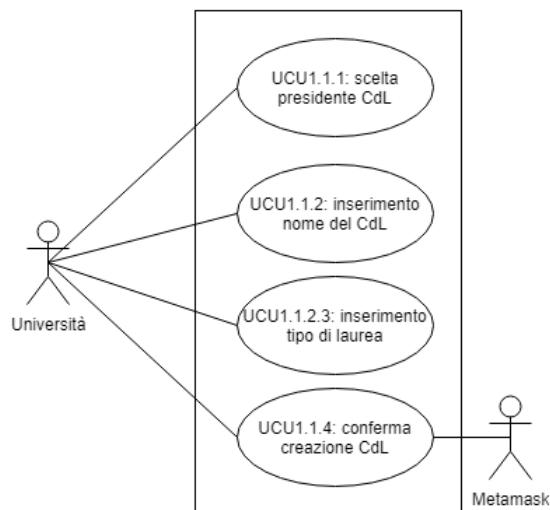 UCU1.1.1: scelta
presidente CdL
UCU1.1.2: inserimento
nome del CdL
Università
UCU1.1.2.3: inserimento
tipo di laurea
UCU1.1.4: conferma
creazione CdL
Metamask